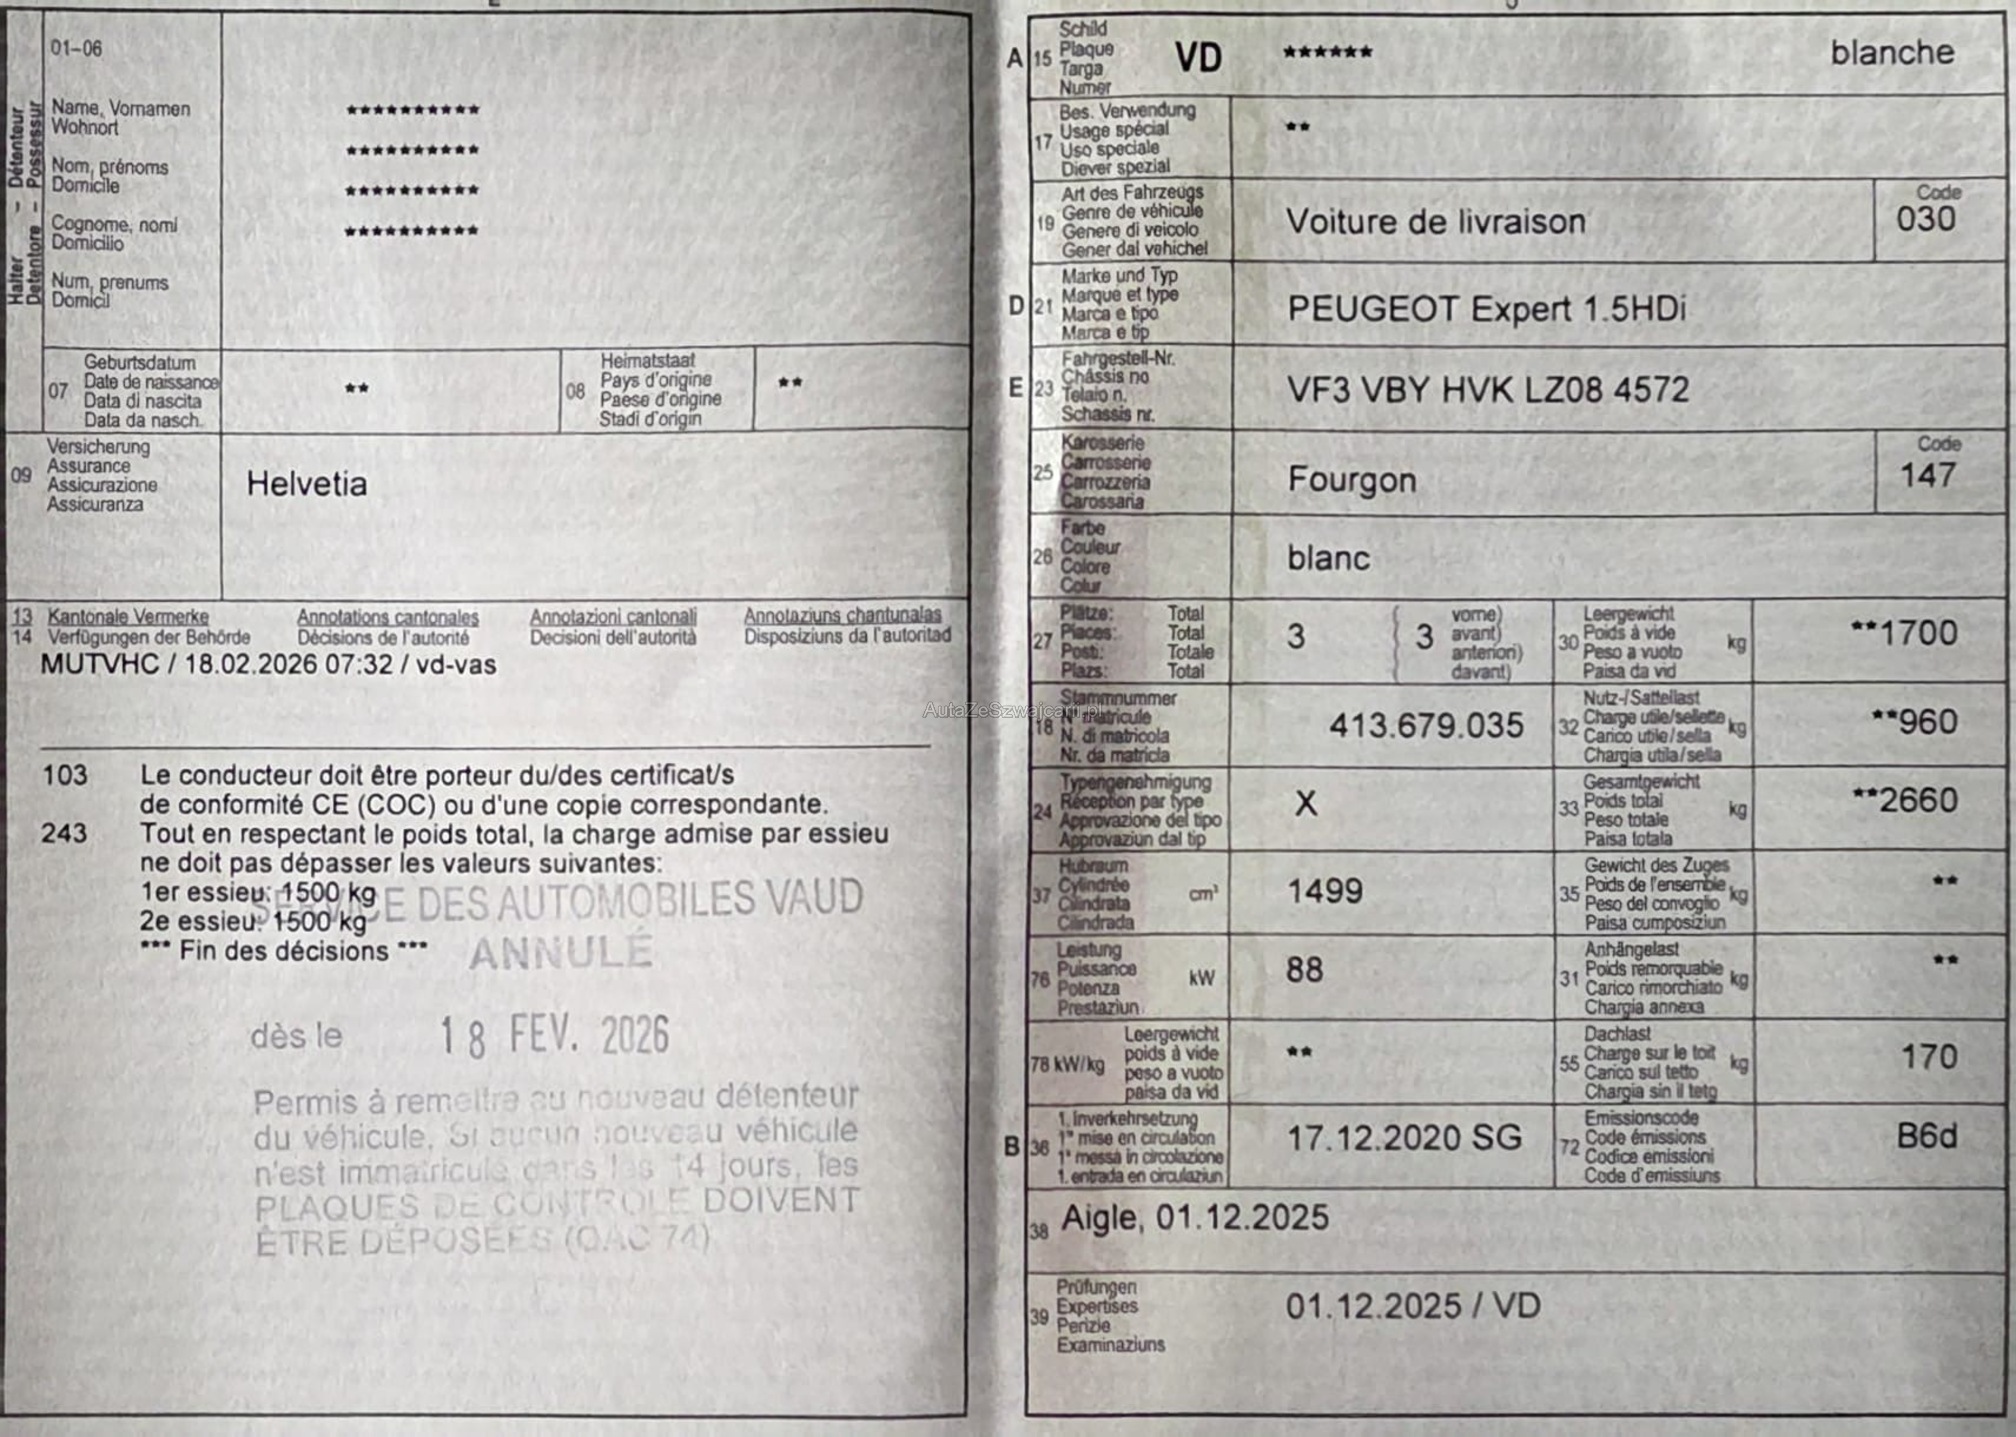 01-06
Halter - Détenteur
Detentore - Possessur
Name, Vornamen
Wohnort
**********
**********
Nom, prénoms
Domicile
**********
Cognome, nomi
Domicilio
**********
Num, prenums
Domicil
07
Geburtsdatum
Date de naissance
Data di nascita
Data da nasch.
**
08
Heimatstaat
Pays d'origine
Paese d'origine
Stadi d'origin
**
09
Versicherung
Assurance
Assicurazione
Assicuranza
Helvetia
13 Kantonale Vermerke Annotations cantonales Annotazioni cantonali Annotaziuns chantunalas
14 Verfügungen der Behörde Décisions de l'autorité Decisioni dell'autorità Disposiziuns da l'autoritad
MUTVHC / 18.02.2026 07:32 / vd-vas
103 Le conducteur doit être porteur du/des certificat/s
de conformité CE (COC) ou d'une copie correspondante.
243 Tout en respectant le poids total, la charge admise par essieu
ne doit pas dépasser les valeurs suivantes:
1er essieu: 1500 kg
2e essieu: 1500 kg
*** Fin des décisions ***
SERVICE DES AUTOMOBILES VAUD
ANNULÉ
dès le 18 FEV. 2026
Permis à remettre au nouveau détenteur
du véhicule. Si aucun nouveau véhicule
n'est immatriculé dans les 14 jours, les
PLAQUES DE CONTROLE DOIVENT
ÊTRE DÉPOSÉES (OAC 74)
A 15
Schild
Plaque
Targa
Numer
VD ****** blanche
17
Bes. Verwendung
Usage spécial
Uso speciale
Diever spezial
**
19
Art des Fahrzeugs
Genre de véhicule
Genere di veicolo
Gener dal vehichel
Voiture de livraison
Code
030
D 21
Marke und Typ
Marque et type
Marca e tipo
Marca e tip
PEUGEOT Expert 1.5HDi
E 23
Fahrgestell-Nr.
Châssis no
Telaio n.
Schassis nr.
VF3 VBY HVK LZ08 4572
25
Karosserie
Carrosserie
Carrozzeria
Carossaria
Fourgon
Code
147
26
Farbe
Couleur
Colore
Colur
blanc
27
Plätze: Total
Places: Total
Posti: Totale
Plazs: Total
3
3
vorne)
avant)
anteriori)
davant)
30
Leergewicht
Poids à vide
Peso a vuoto
Paisa da vid
kg
**1700
18
Stammnummer
N° matricule
N. di matricola
Nr. da matricla
413.679.035
32
Nutz-/Sattellast
Charge utile/sellette
Carico utile/sella
Chargia utila/sella
kg
**960
AutaZeSzwajcarii.pl
24
Typengenehmigung
Réception par type
Approvazione del tipo
Approvaziun dal tip
X
33
Gesamtgewicht
Poids total
Peso totale
Paisa totala
kg
**2660
37
Hubraum
Cylindrée
Cilindrata
Cilindrada
cm³
1499
35
Gewicht des Zuges
Poids de l'ensemble
Peso del convoglio
Paisa cumposiziun
kg
**
76
Leistung
Puissance
Potenza
Prestaziun
kW
88
31
Anhängelast
Poids remorquable
Carico rimorchiato
Chargia annexa
kg
**
78 kW/kg
Leergewicht
poids à vide
peso a vuoto
paisa da vid
**
55
Dachlast
Charge sur le toit
Carico sul tetto
Chargia sin il tetg
kg
170
B 36
1. Inverkehrsetzung
1re mise en circulation
1a messa in circolazione
1. entrada en circulaziun
17.12.2020 SG
72
Emissionscode
Code émissions
Codice emissioni
Code d'emissiuns
B6d
38 Aigle, 01.12.2025
39
Prüfungen
Expertises
Perizie
Examinaziuns
01.12.2025 / VD